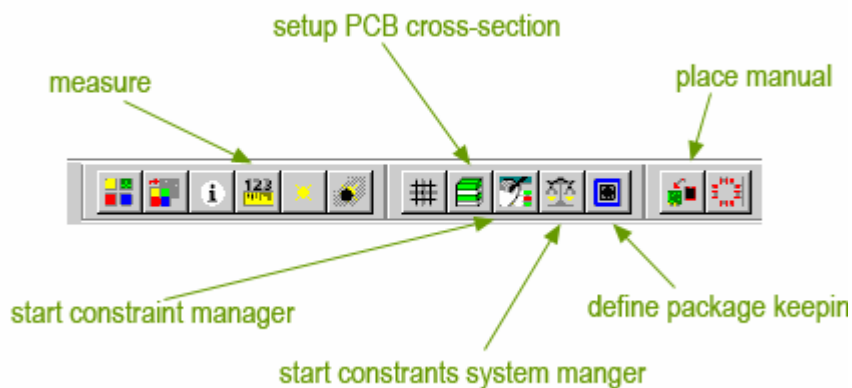 setup PCB cross-section
measure
place manual
i
123
start constraint manager
define package keepin
start constrants system manger